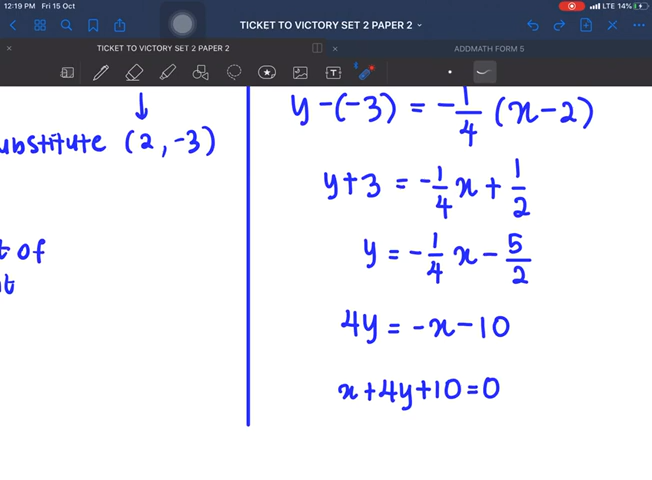 12:19 PM Fri 15 Oct
LTE 14%
TICKET TO VICTORY SET 2 PAPER 2
TICKET TO VICTORY SET 2 PAPER 2
ADDMATH FORM 5
substitute (2, -3)
of
y-(-3) = -1/4 (x-2)
y+3 = -1/4 x + 1/2
y = -1/4 x - 5/2
4y = -x - 10
x+4y+10=0